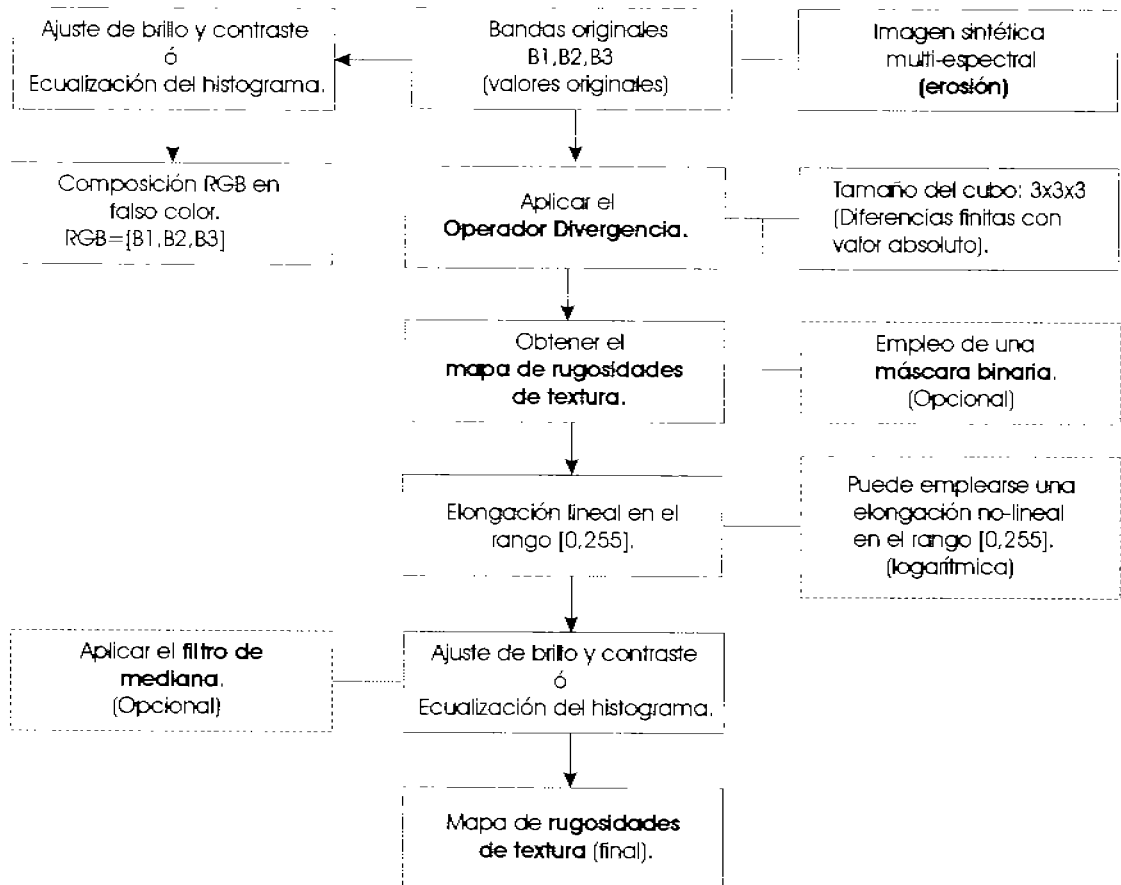 Ajuste de brillo y contraste
ó
Ecualización del histograma.
Bandas originales
B1,B2,B3
(valores originales)
Imagen sintética
multi-espectral
(erosión)
Composición RGB en
falso color.
RGB=[B1,B2,B3]
Aplicar el
Operador Divergencia.
Tamaño del cubo: 3x3x3
(Diferencias finitas con
valor absoluto).
Obtener el
mapa de rugosidades
de textura.
Empleo de una
máscara binaria.
(Opcional)
Elongación lineal en el
rango [0,255].
Puede emplearse una
elongación no-lineal
en el rango [0,255].
(logarítmica)
Aplicar el filtro de
mediana.
(Opcional)
Ajuste de brillo y contraste
ó
Ecualización del histograma.
Mapa de rugosidades
de textura (final).